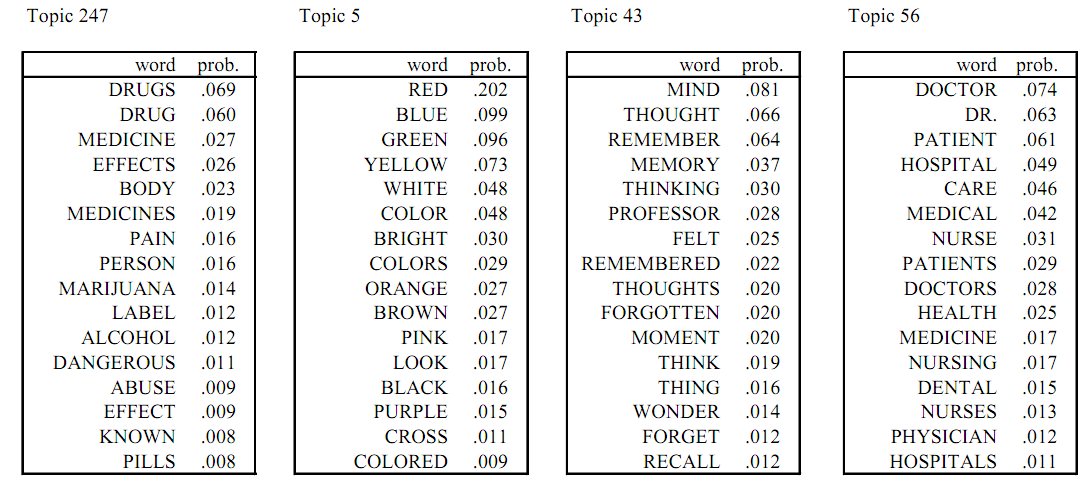 Topic 247 Topic 5 Topic 43 Topic 56
word prob. word prob. word prob. word prob.
DRUGS .069 RED .202 MIND .081 DOCTOR .074
DRUG .060 BLUE .099 THOUGHT .066 DR. .063
MEDICINE .027 GREEN .096 REMEMBER .064 PATIENT .061
EFFECTS .026 YELLOW .073 MEMORY .037 HOSPITAL .049
BODY .023 WHITE .048 THINKING .030 CARE .046
MEDICINES .019 COLOR .048 PROFESSOR .028 MEDICAL .042
PAIN .016 BRIGHT .030 FELT .025 NURSE .031
PERSON .016 COLORS .029 REMEMBERED .022 PATIENTS .029
MARIJUANA .014 ORANGE .027 THOUGHTS .020 DOCTORS .028
LABEL .012 BROWN .027 FORGOTTEN .020 HEALTH .025
ALCOHOL .012 PINK .017 MOMENT .020 MEDICINE .017
DANGEROUS .011 LOOK .017 THINK .019 NURSING .017
ABUSE .009 BLACK .016 THING .016 DENTAL .015
EFFECT .009 PURPLE .015 WONDER .014 NURSES .013
KNOWN .008 CROSS .011 FORGET .012 PHYSICIAN .012
PILLS .008 COLORED .009 RECALL .012 HOSPITALS .011